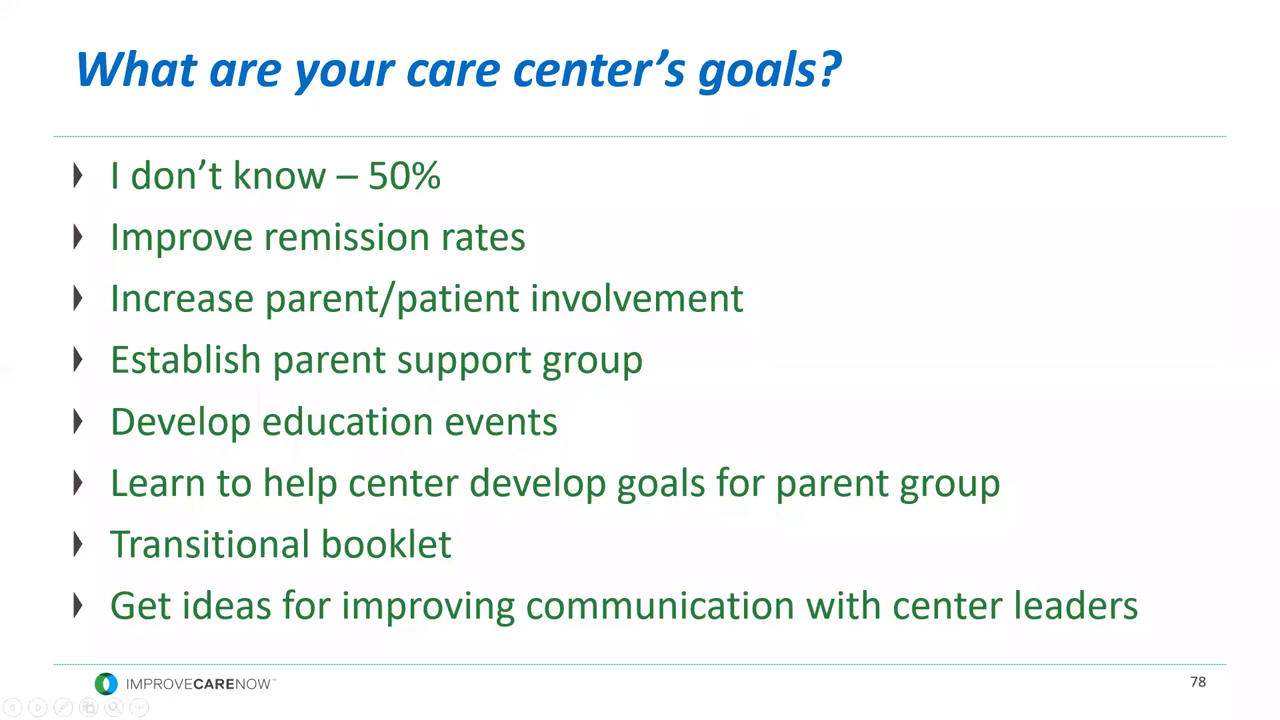 What are your care center’s goals?
I don’t know – 50%
Improve remission rates
Increase parent/patient involvement
Establish parent support group
Develop education events
Learn to help center develop goals for parent group
Transitional booklet
Get ideas for improving communication with center leaders
IMPROVECARENOW™
78